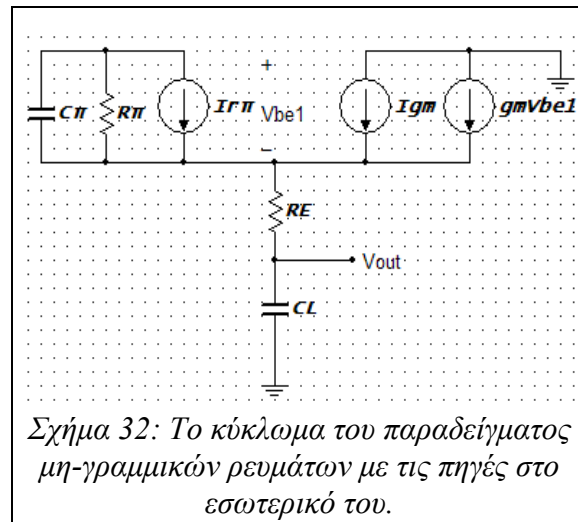 +
Cπ
Rπ
Irπ
Vbe1
Igm
gmVbe1
−
RE
Vout
CL
Σχήμα 32: Το κύκλωμα του παραδείγματος
μη-γραμμικών ρευμάτων με τις πηγές στο
εσωτερικό του.